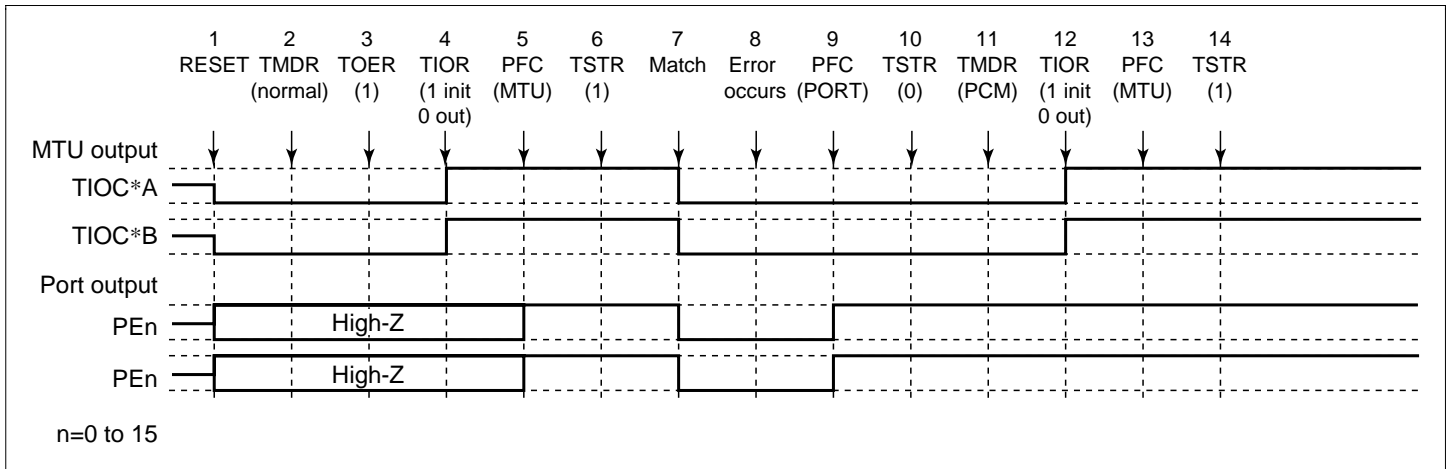 1 2 3 4 5 6 7 8 9 10 11 12 13 14
RESET TMDR TOER TIOR PFC TSTR Match Error PFC TSTR TMDR TIOR PFC TSTR
(normal) (1) (1 init (MTU) (1) occurs (PORT) (0) (PCM) (1 init (MTU) (1)
0 out) 0 out)
MTU output
TIOC*A
TIOC*B
Port output
PEn High-Z
PEn High-Z
n=0 to 15